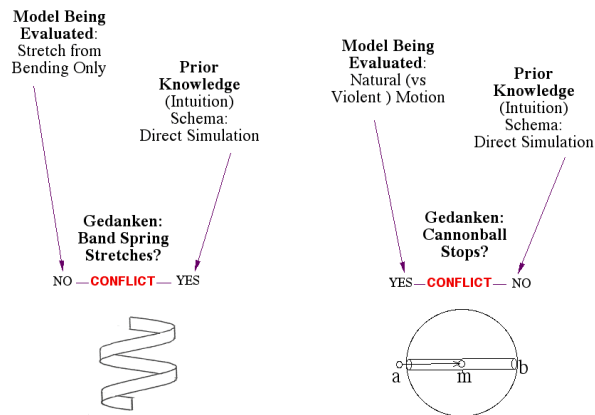 Model Being
Evaluated:
Stretch from
Bending Only
Prior
Knowledge
(Intuition)
Schema:
Direct Simulation
Gedanken:
Band Spring
Stretches?
NO CONFLICT YES
Model Being
Evaluated:
Natural (vs
Violent ) Motion
Prior
Knowledge
(Intuition)
Schema:
Direct Simulation
Gedanken:
Cannonball
Stops?
YES CONFLICT NO
a m b